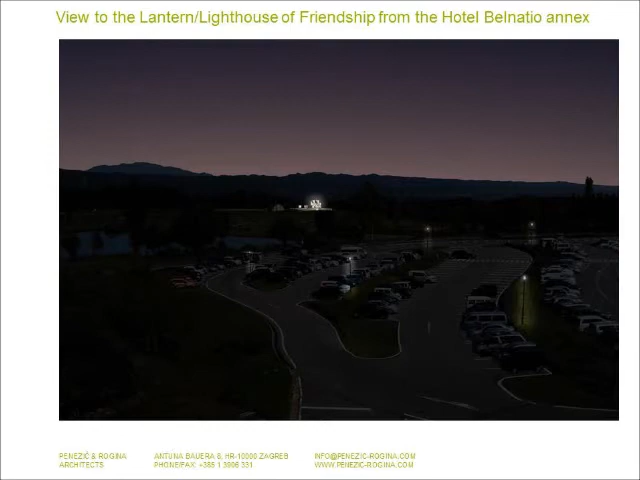 View to the Lantern/Lighthouse of Friendship from the Hotel Belnatio annex
PENEZIĆ & ROGINA ANTUNA BAUERA 8, HR-10000 ZAGREB INFO@PENEZIC-ROGINA.COM
ARCHITECTS PHONE/FAX: +385 1 3906 331 WWW.PENEZIC-ROGINA.COM